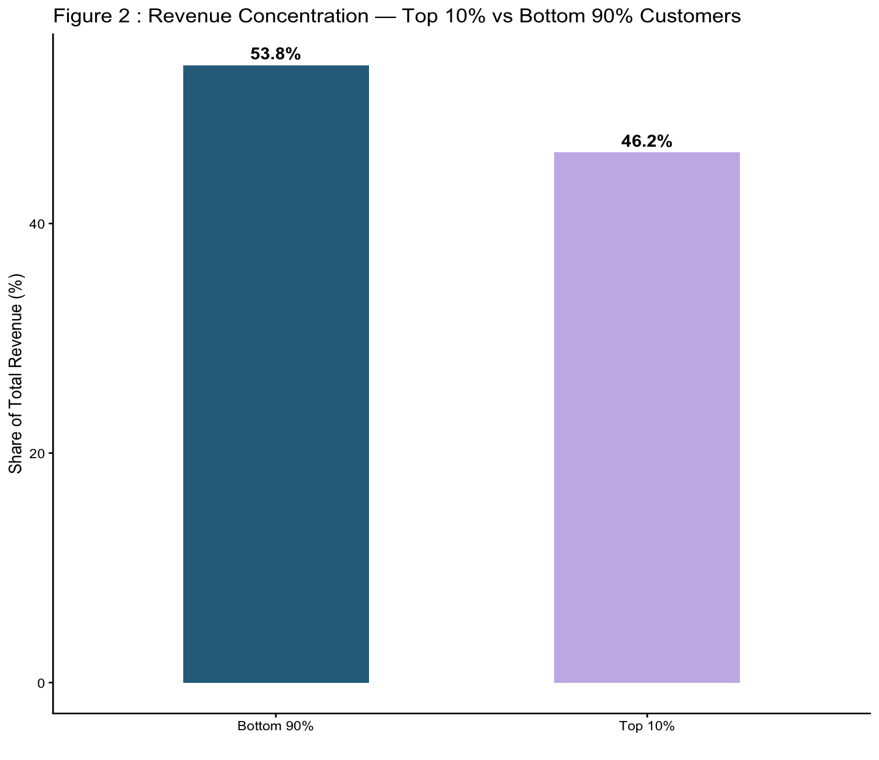 Figure 2 : Revenue Concentration — Top 10% vs Bottom 90% Customers
53.8%
46.2%
40
20
0
Share of Total Revenue (%)
Bottom 90%
Top 10%